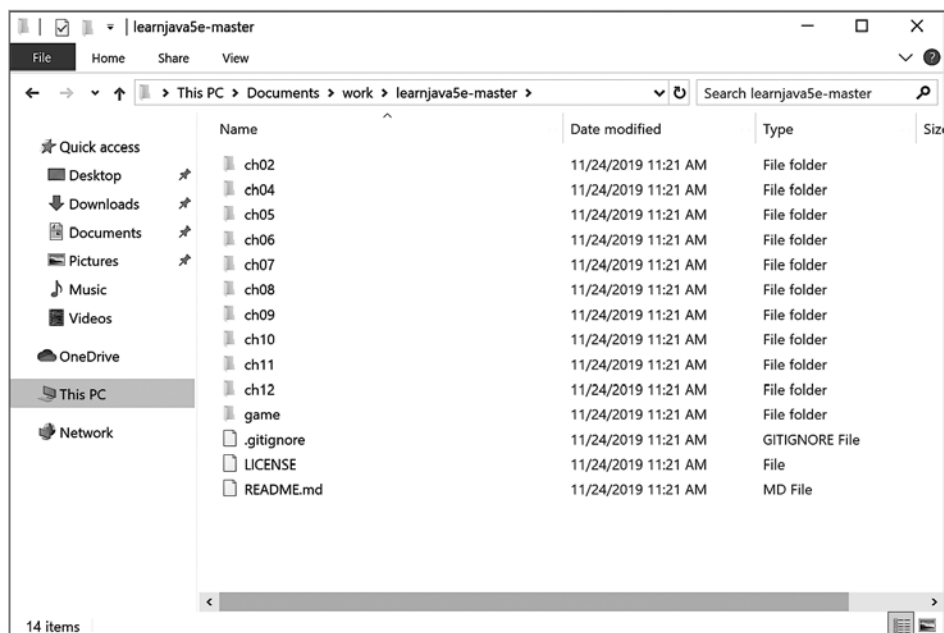 learnjava5e-master
File Home Share View
This PC > Documents > work > learnjava5e-master > Search learnjava5e-master
Name Date modified Type Siz
Quick access
Desktop
Downloads
Documents
Pictures
Music
Videos
OneDrive
This PC
Network
ch02 11/24/2019 11:21 AM File folder
ch04 11/24/2019 11:21 AM File folder
ch05 11/24/2019 11:21 AM File folder
ch06 11/24/2019 11:21 AM File folder
ch07 11/24/2019 11:21 AM File folder
ch08 11/24/2019 11:21 AM File folder
ch09 11/24/2019 11:21 AM File folder
ch10 11/24/2019 11:21 AM File folder
ch11 11/24/2019 11:21 AM File folder
ch12 11/24/2019 11:21 AM File folder
game 11/24/2019 11:21 AM File folder
.gitignore 11/24/2019 11:21 AM GITIGNORE File
LICENSE 11/24/2019 11:21 AM File
README.md 11/24/2019 11:21 AM MD File
14 items